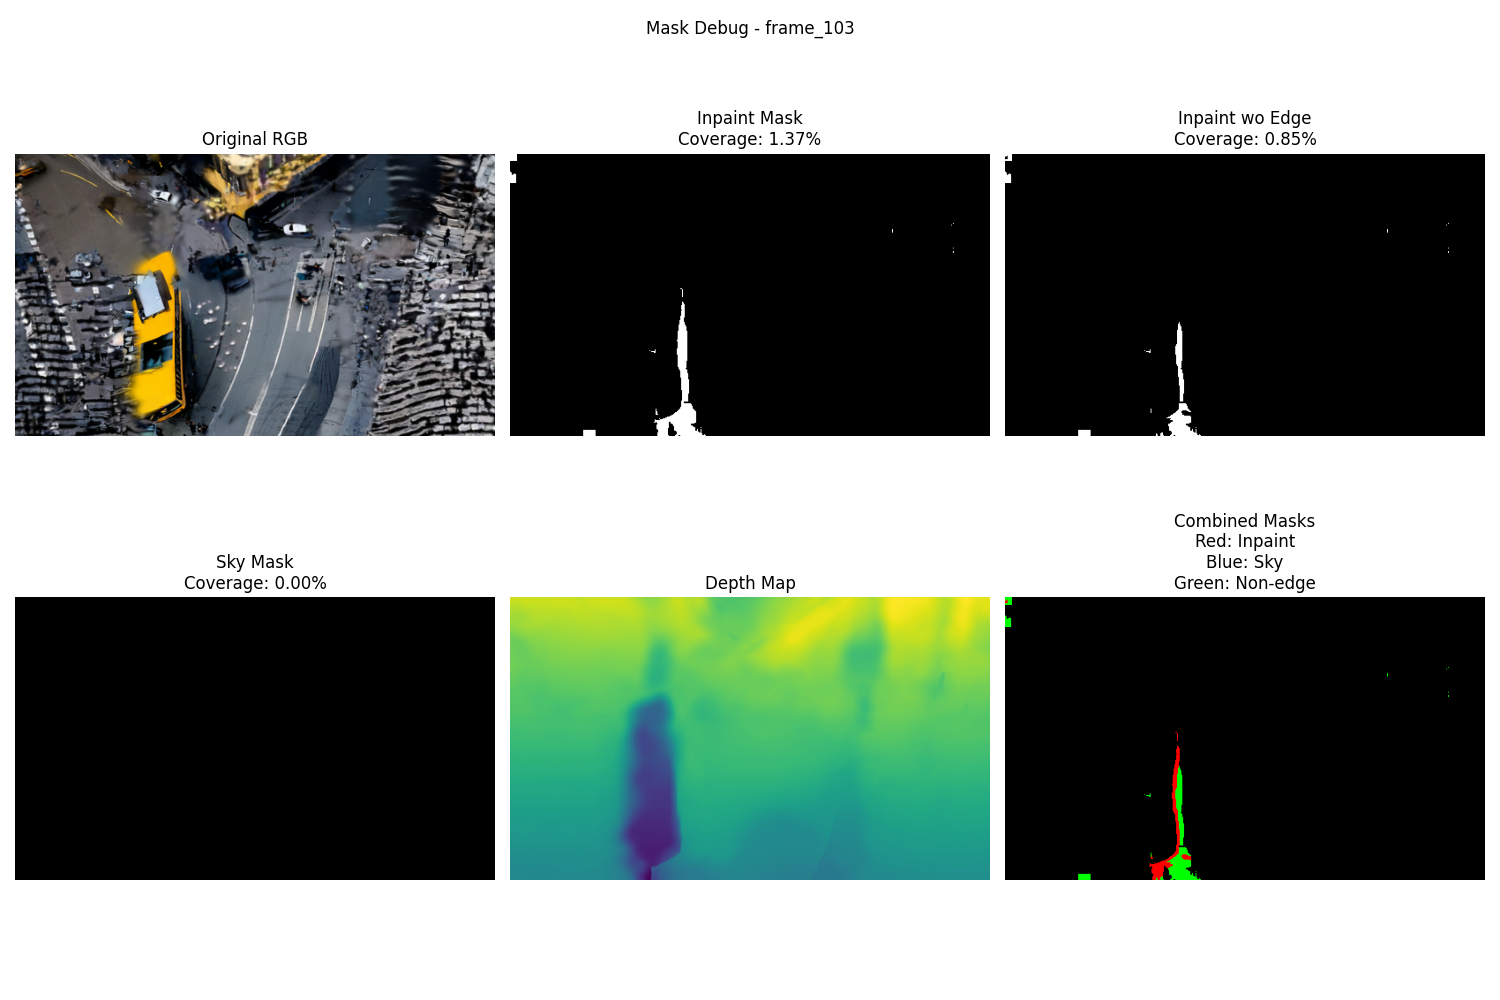 Mask Debug - frame_103
Original RGB
Inpaint Mask
Coverage: 1.37%
Inpaint wo Edge
Coverage: 0.85%
Sky Mask
Coverage: 0.00%
Depth Map
Combined Masks
Red: Inpaint
Blue: Sky
Green: Non-edge